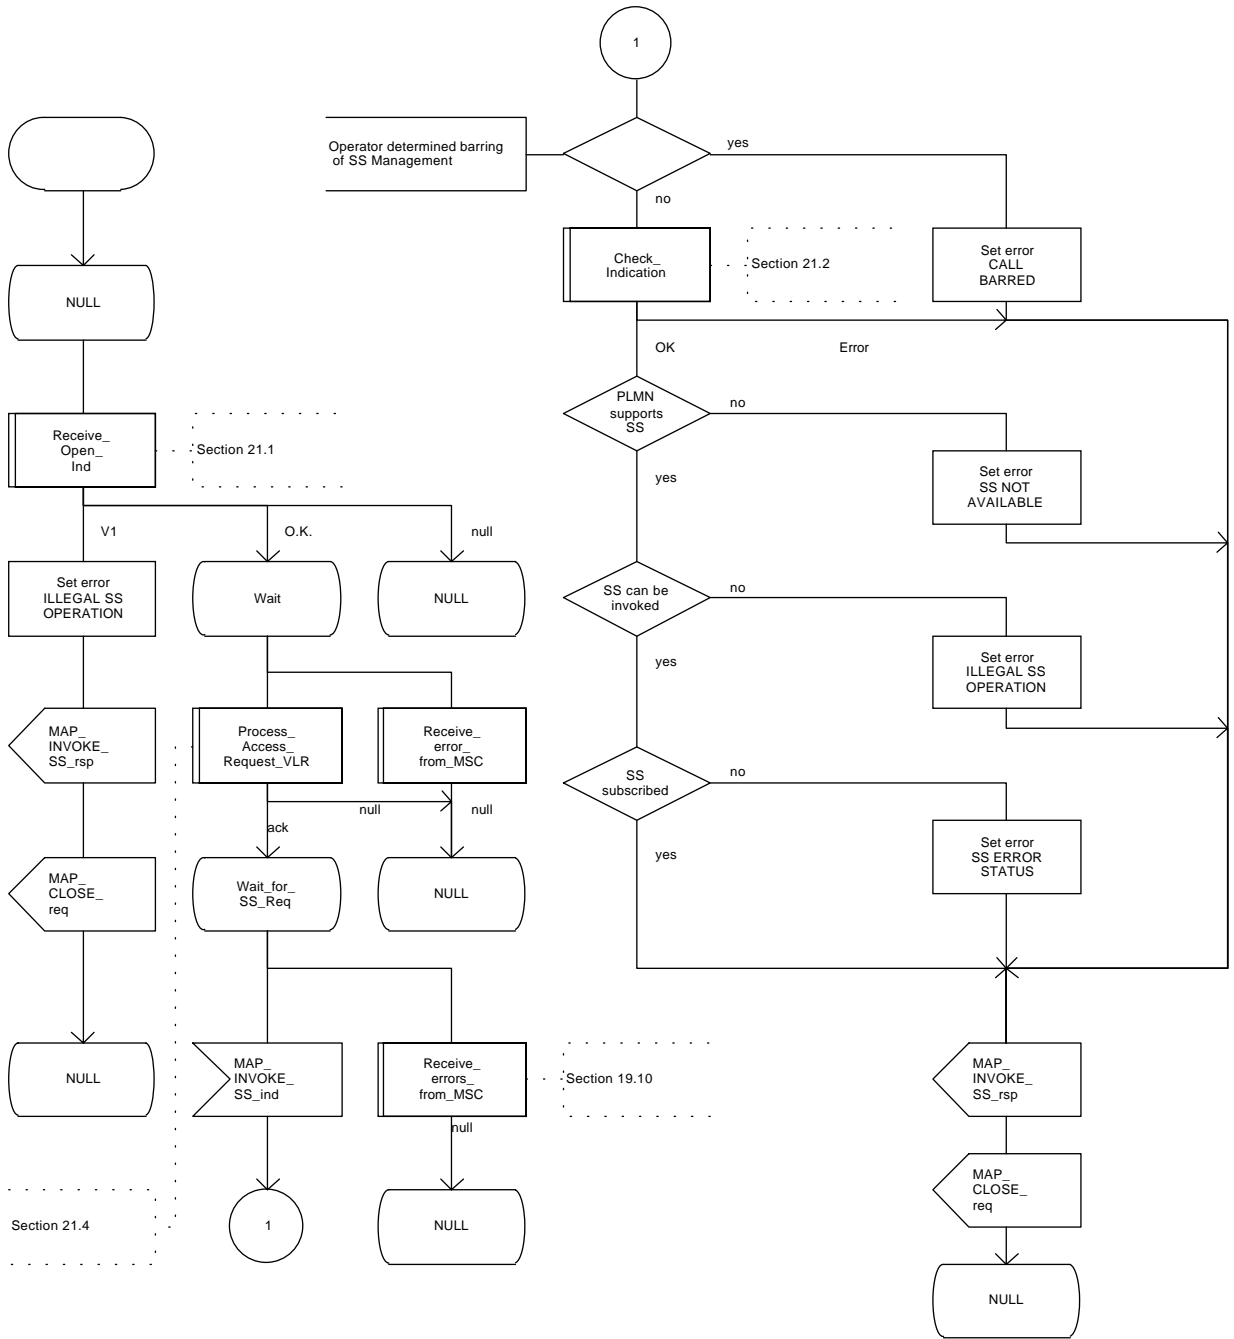 1
Operator determined barring
of SS Management
yes
no
Check_
Indication
Section 21.2
Set error
CALL
BARRED
NULL
OK
Error
PLMN
supports
SS
no
yes
Receive_
Open_
Ind
Section 21.1
Set error
SS NOT
AVAILABLE
V1
O.K.
null
Set error
ILLEGAL SS
OPERATION
Wait
NULL
SS can be
invoked
no
yes
Set error
ILLEGAL SS
OPERATION
MAP_
INVOKE_
SS_rsp
Process_
Access_
Request_VLR
Receive_
error_
from_MSC
SS
subscribed
no
yes
null
null
ack
Set error
SS ERROR
STATUS
MAP_
CLOSE_
req
Wait_for_
SS_Req
NULL
NULL
MAP_
INVOKE_
SS_ind
Receive_
errors_
from_MSC
Section 19.10
MAP_
INVOKE_
SS_rsp
null
Section 21.4
1
NULL
MAP_
CLOSE_
req
NULL